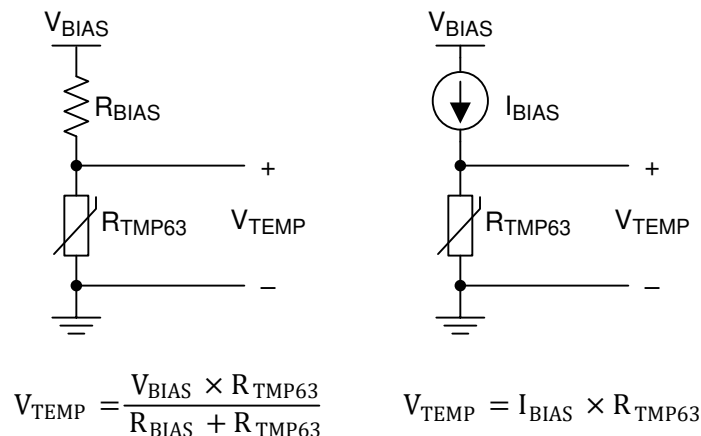 V_BIAS
R_BIAS
+
R_TMP63
V_TEMP
–
V_TEMP = V_BIAS × R_TMP63 / R_BIAS + R_TMP63
V_BIAS
I_BIAS
+
R_TMP63
V_TEMP
–
V_TEMP = I_BIAS × R_TMP63